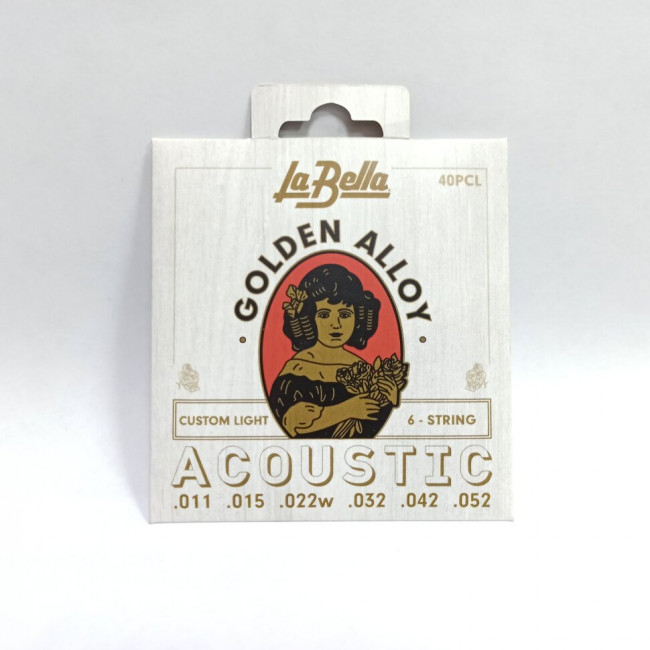 La Bella
40PCL
GOLDEN ALLOY
CUSTOM LIGHT
6 - STRING
ACOUSTIC
.011 .015 .022w .032 .042 .052